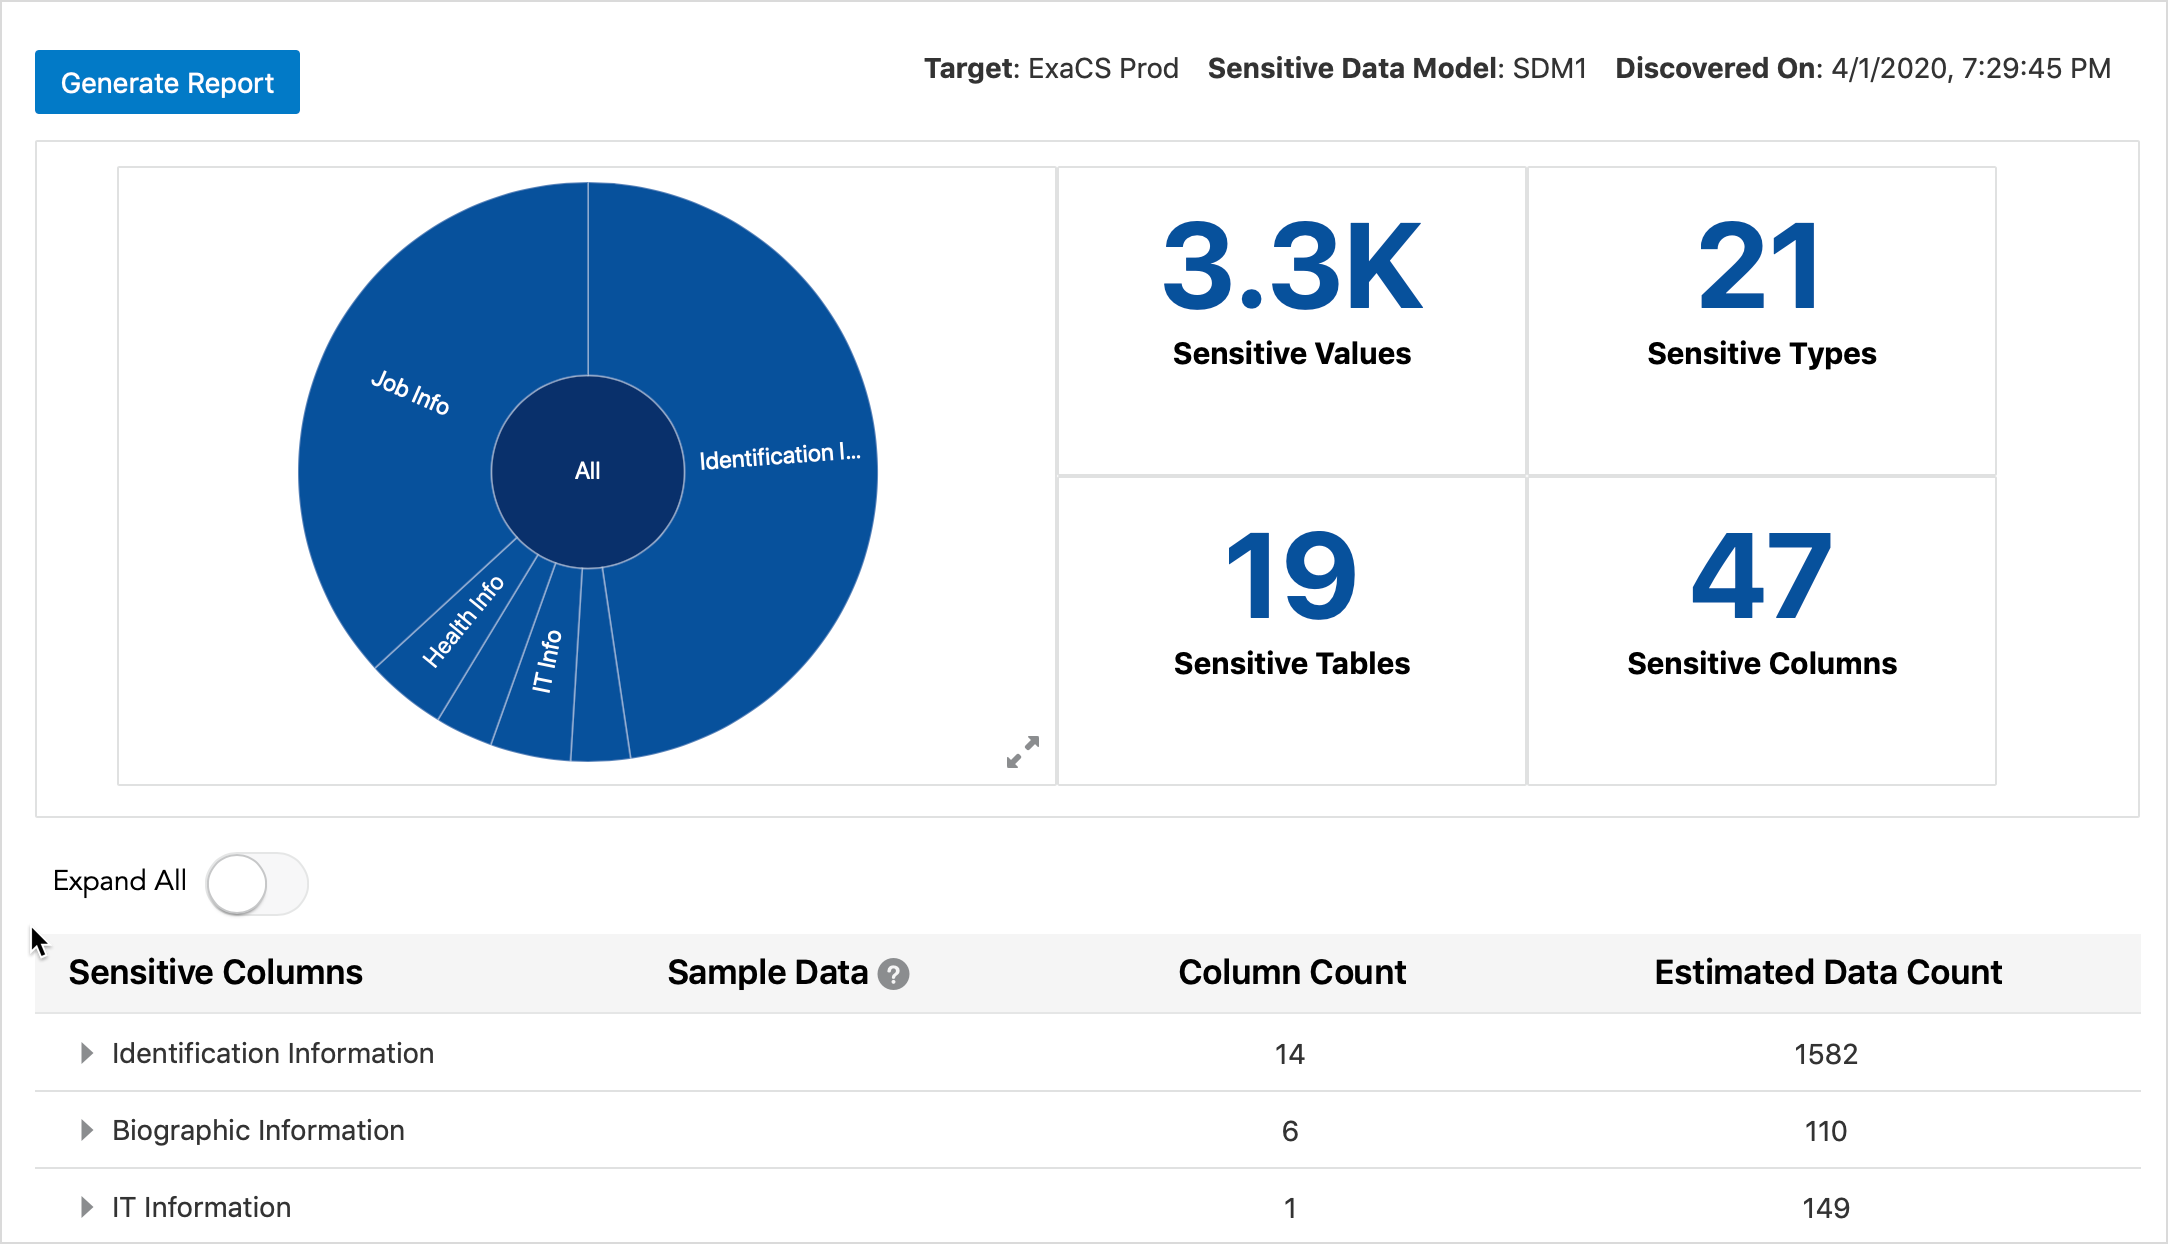 Generate Report
Target: ExaCS Prod Sensitive Data Model: SDM1 Discovered On: 4/1/2020, 7:29:45 PM
Job Info
All
Identification I...
Health Info
IT Info
3.3K
Sensitive Values
21
Sensitive Types
19
Sensitive Tables
47
Sensitive Columns
Expand All
Sensitive Columns Sample Data ? Column Count Estimated Data Count
Identification Information 14 1582
Biographic Information 6 110
IT Information 1 149